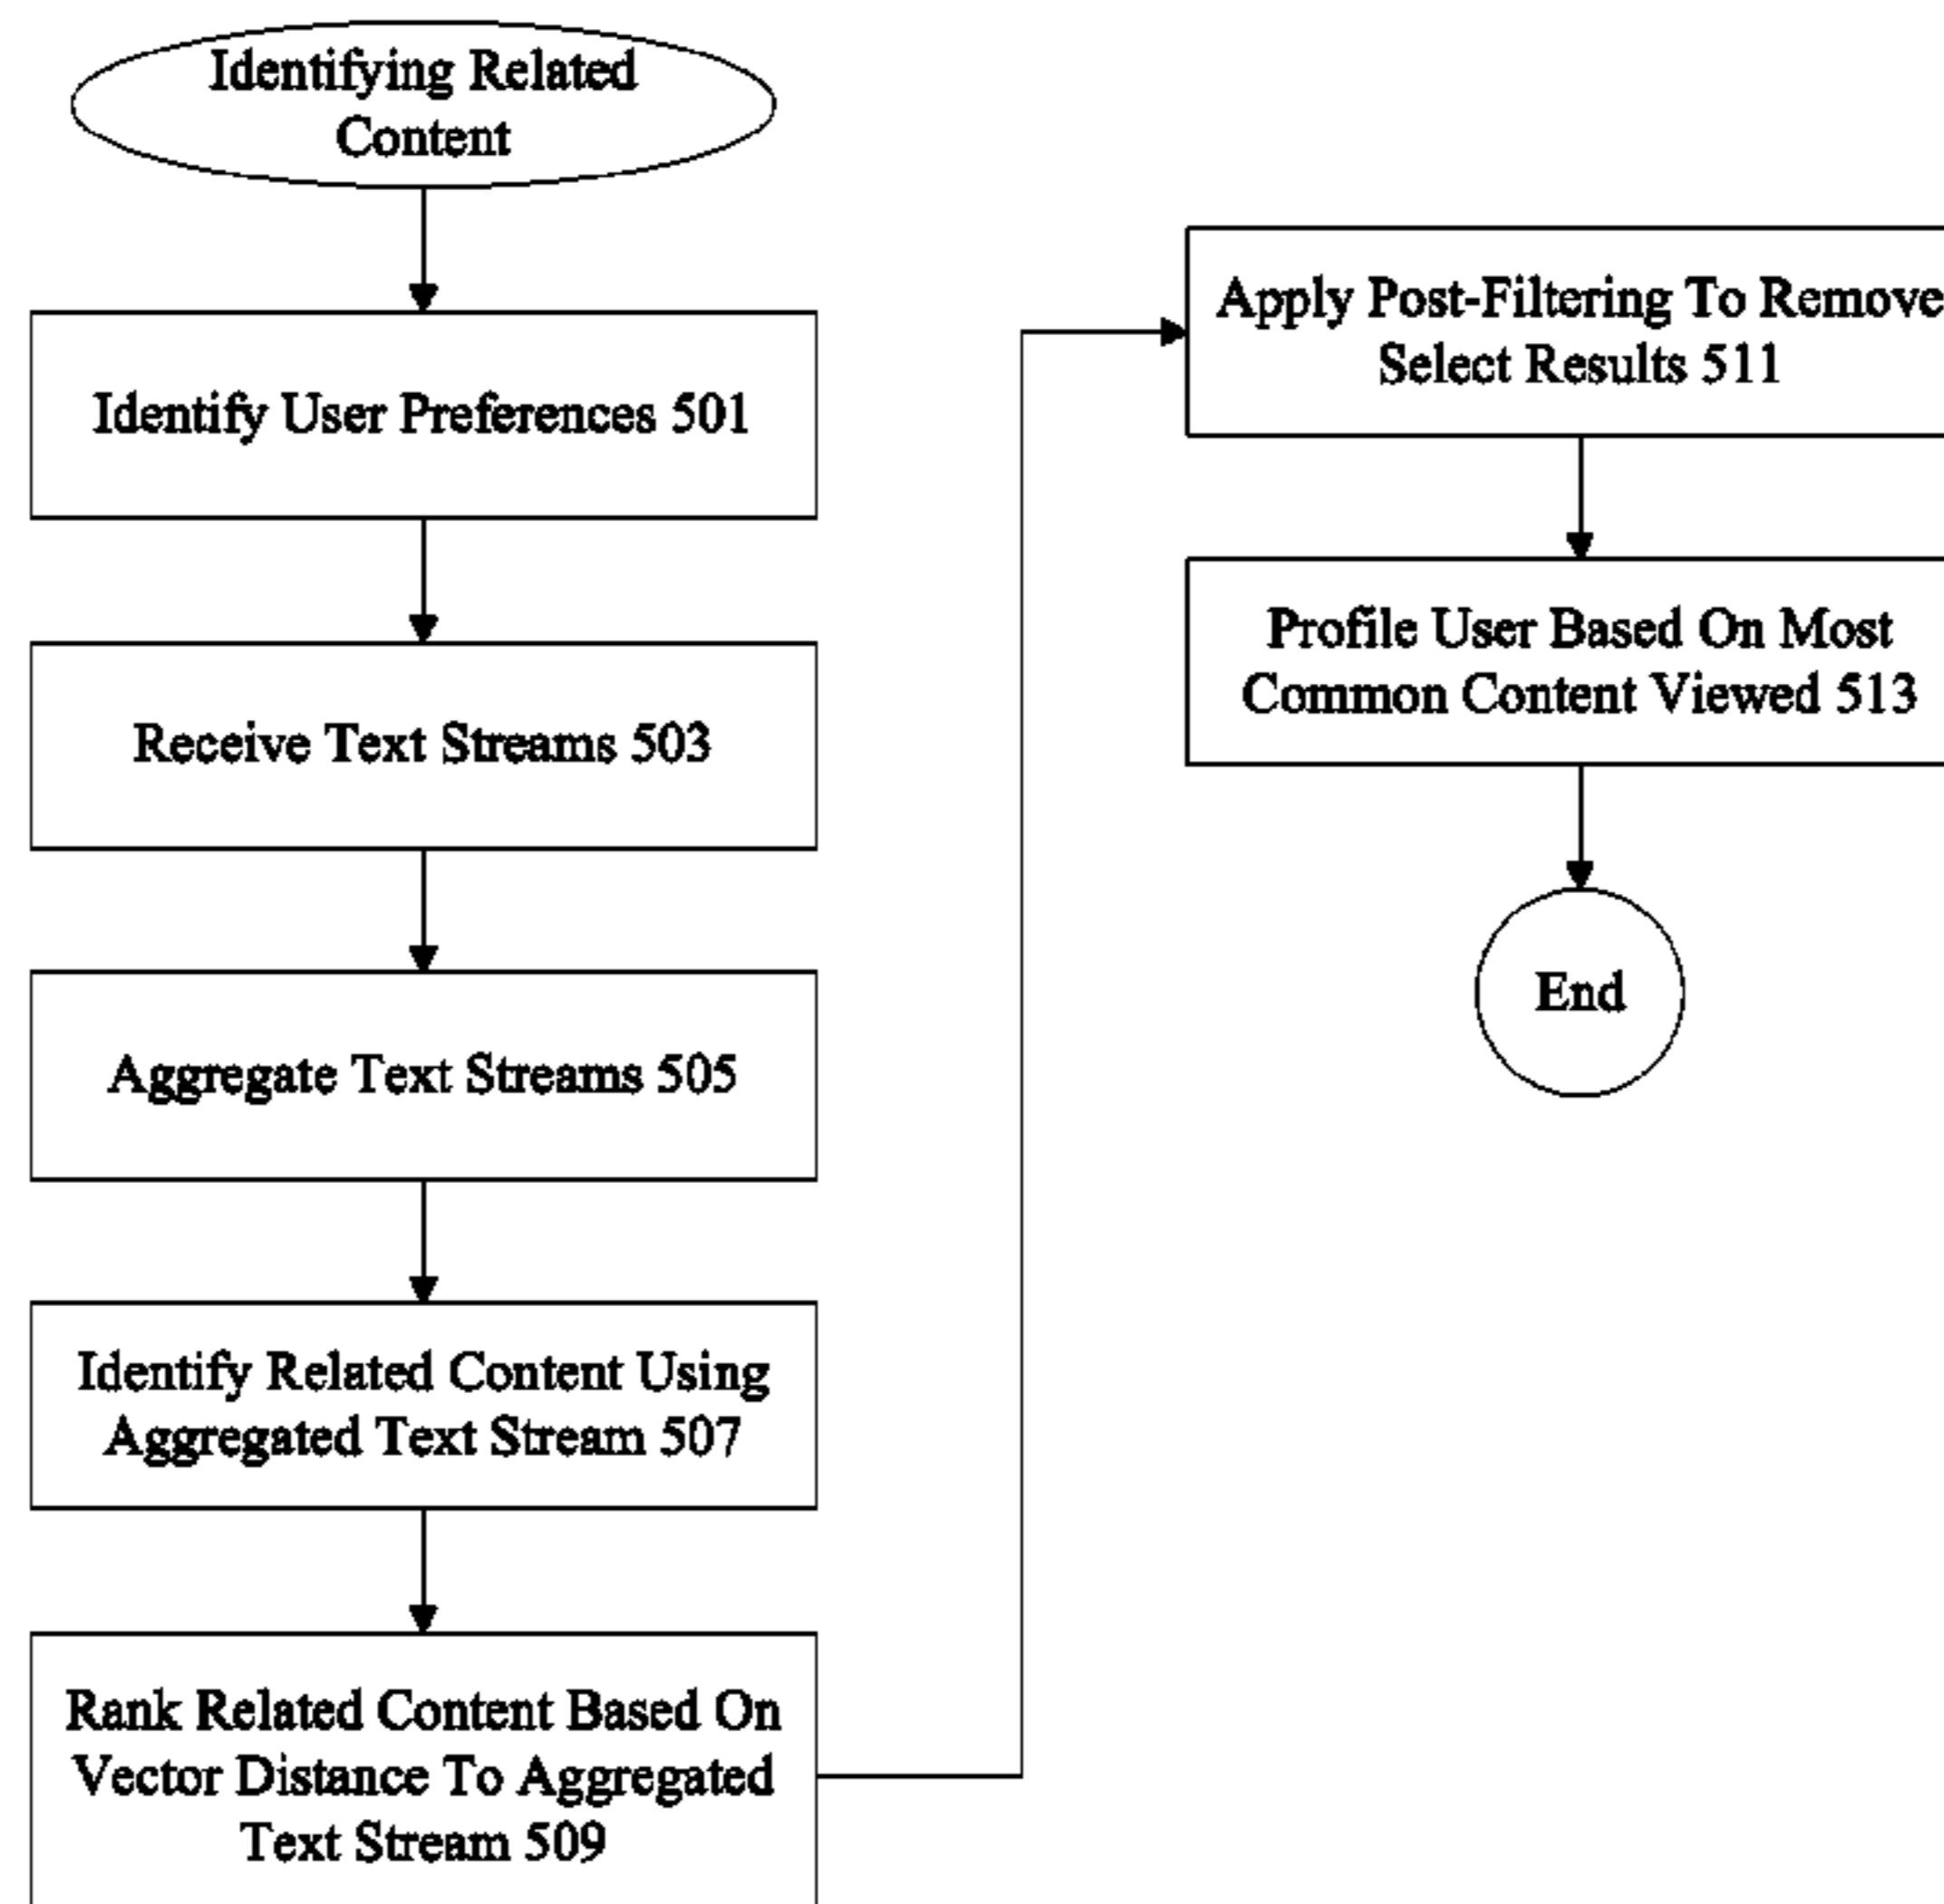 Identifying Related
Content
Identify User Preferences 501
Receive Text Streams 503
Aggregate Text Streams 505
Identify Related Content Using
Aggregated Text Stream 507
Rank Related Content Based On
Vector Distance To Aggregated
Text Stream 509
Apply Post-Filtering To Remove
Select Results 511
Profile User Based On Most
Common Content Viewed 513
End